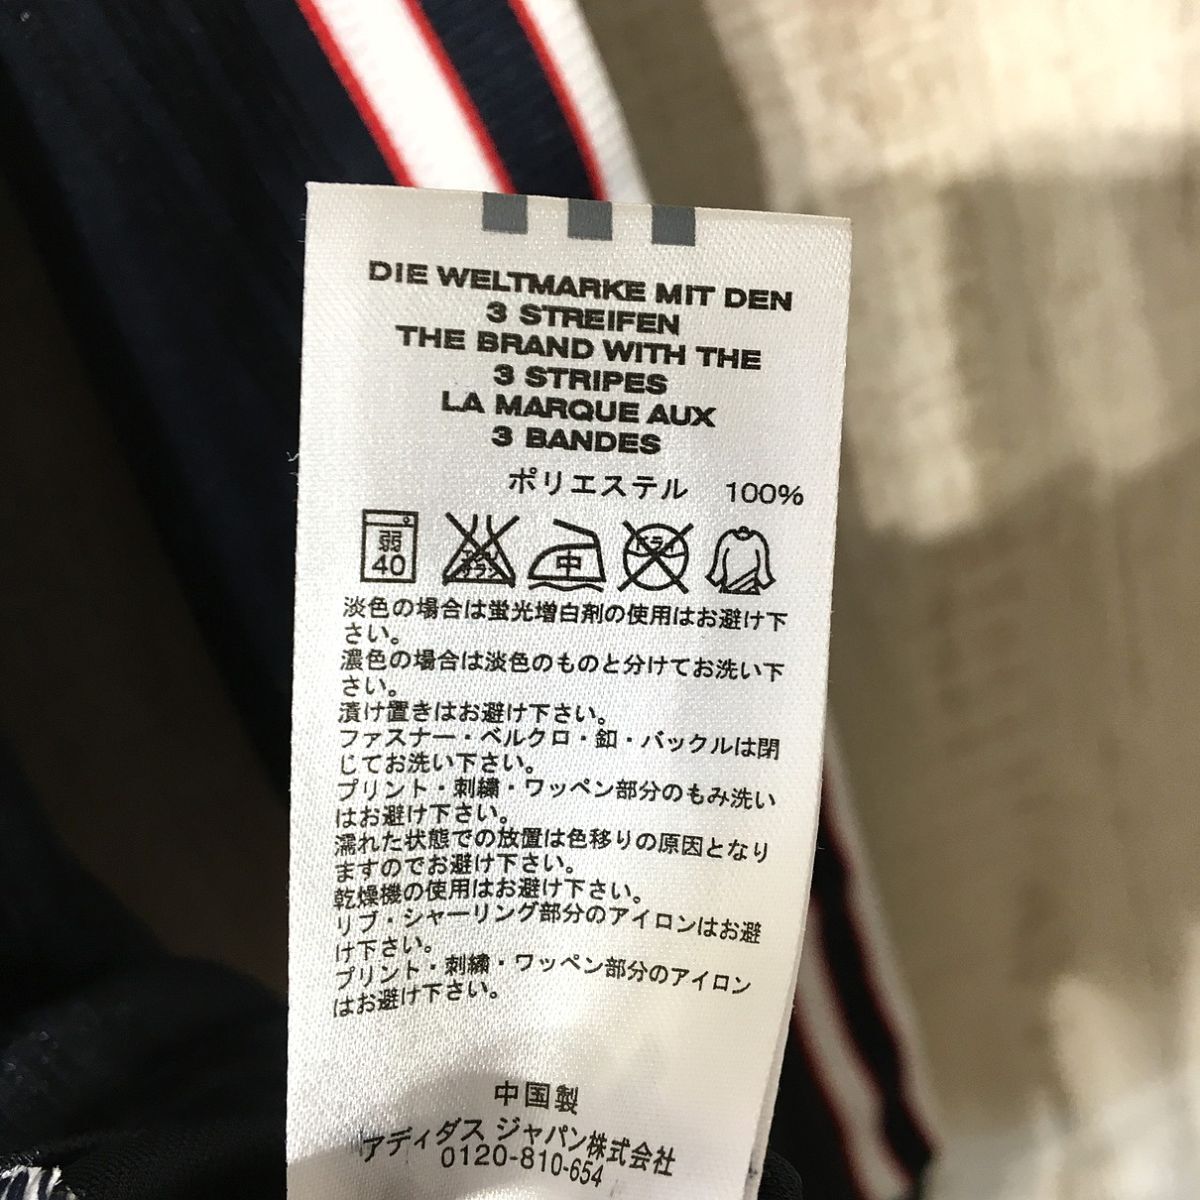 DIE WELTMARKE MIT DEN
3 STREIFEN
THE BRAND WITH THE
3 STRIPES
LA MARQUE AUX
3 BANDES
ポリエステル 100%
弱 40 エンソサラシ 中 ドライ
淡色の場合は蛍光増白剤の使用はお避け下
さい。
濃色の場合は淡色のものと分けてお洗い下
さい。
漬け置きはお避け下さい。
ファスナー・ベルクロ・釦・バックルは閉
じてお洗い下さい。
プリント・刺繍・ワッペン部分のもみ洗い
はお避け下さい。
濡れた状態での放置は色移りの原因となり
ますのでお避け下さい。
乾燥機の使用はお避け下さい。
リブ・シャーリング部分のアイロンはお避
け下さい。
プリント・刺繍・ワッペン部分のアイロン
はお避け下さい。
中国製
アディダス ジャパン株式会社
0120-810-654